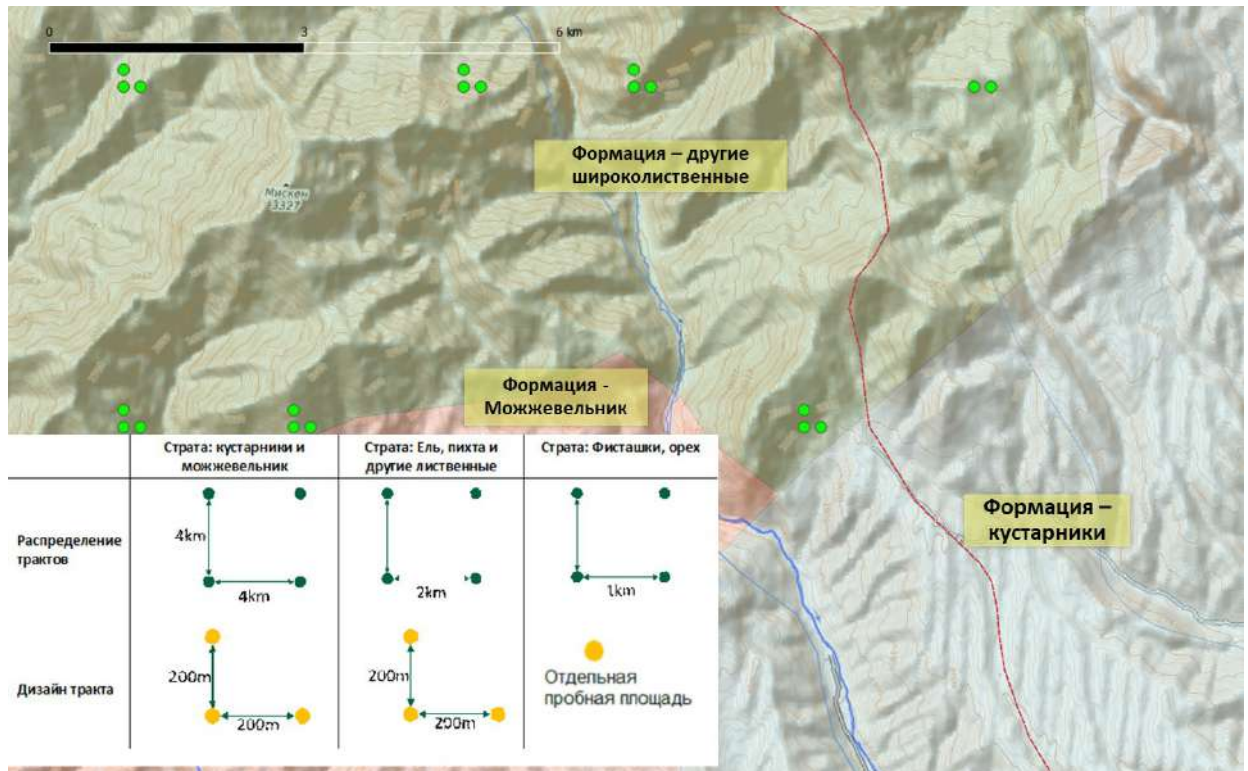 0 3 6 km
Формация – другие
широколиственные
Мискен
Формация -
Можжевельник
Страта: кустарники и
можжевельник
Страта: Ель, пихта и
другие лиственные
Страта: Фисташки, орех
Распределение
трактов
4km
4km
2km
1km
Дизайн тракта
200m
200m
200m
200m
Отдельная
пробная площадь
Формация –
кустарники